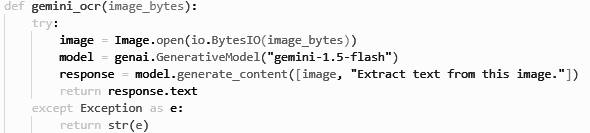 def gemini_ocr(image_bytes):
    try:
        image = Image.open(io.BytesIO(image_bytes))
        model = genai.GenerativeModel("gemini-1.5-flash")
        response = model.generate_content([image, "Extract text from this image."])
        return response.text
    except Exception as e:
        return str(e)